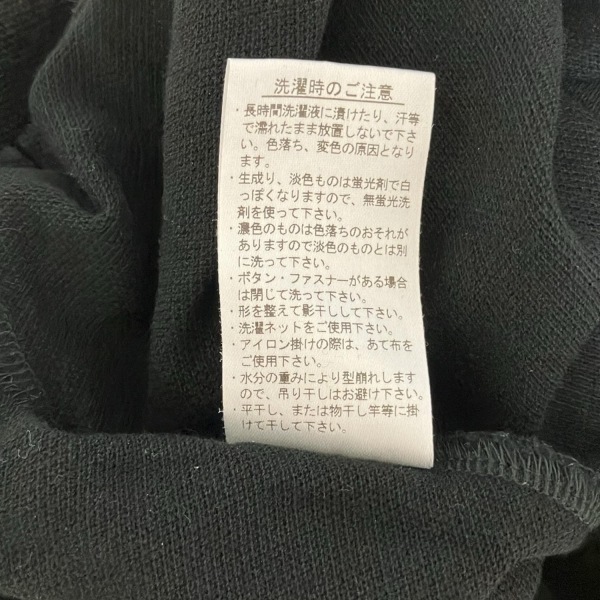 洗濯時のご注意
・長時間洗濯液に漬けたり、汗等
で濡れたまま放置しないで下さ
い。色落ち、変色の原因となり
ます。
・生成り、淡色ものは蛍光剤で白
っぽくなりますので、無蛍光洗
剤を使って下さい。
・濃色のものは色落ちのおそれが
ありますので淡色のものとは別
に洗って下さい。
・ボタン・ファスナーがある場合
は閉じて洗って下さい。
・形を整えて影干しして下さい。
・洗濯ネットをご使用下さい。
・アイロン掛けの際は、あて布を
ご使用下さい。
・水分の重みにより型崩れします
ので、吊り干しはお避け下さい。
・平干し、または物干し竿等に掛
けて干して下さい。